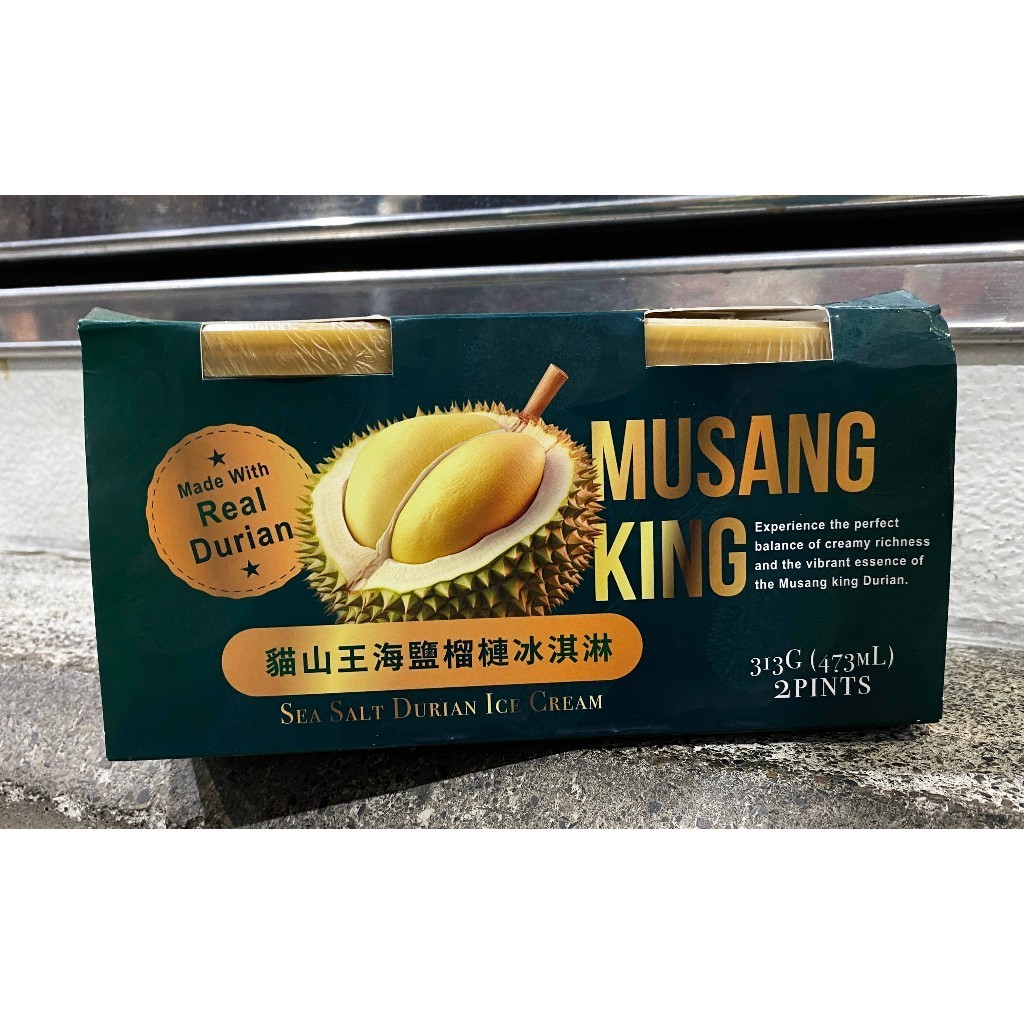 Made With
Real
Durian
MUSANG
KING
Experience the perfect
balance of creamy richness
and the vibrant essence of
the Musang king Durian.
貓山王海鹽榴槤冰淇淋
SEA SALT DURIAN ICE CREAM
313G (473ML)
2PINTS